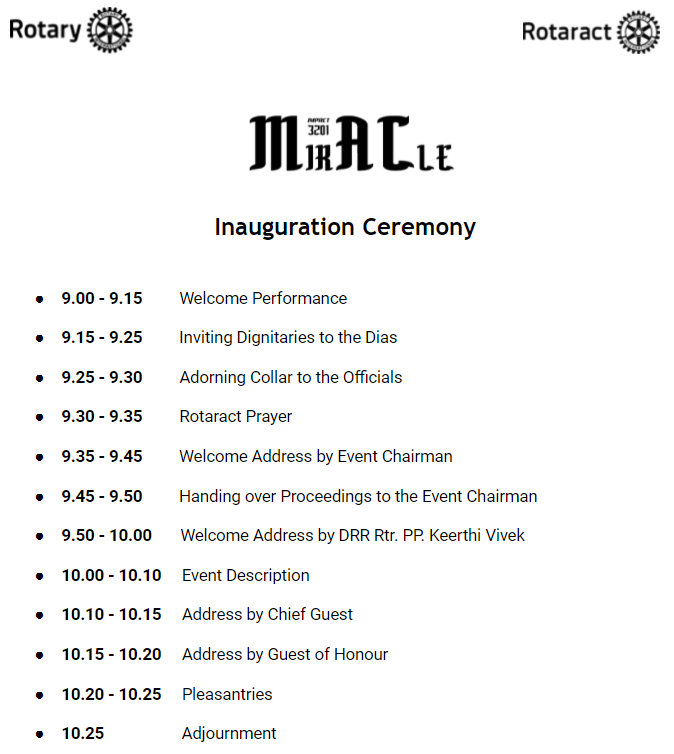 Rotary
Rotaract
IMPACT
3201
MIRACLE
Inauguration Ceremony
● 9.00 - 9.15 Welcome Performance
● 9.15 - 9.25 Inviting Dignitaries to the Dias
● 9.25 - 9.30 Adorning Collar to the Officials
● 9.30 - 9.35 Rotaract Prayer
● 9.35 - 9.45 Welcome Address by Event Chairman
● 9.45 - 9.50 Handing over Proceedings to the Event Chairman
● 9.50 - 10.00 Welcome Address by DRR Rtr. PP. Keerthi Vivek
● 10.00 - 10.10 Event Description
● 10.10 - 10.15 Address by Chief Guest
● 10.15 - 10.20 Address by Guest of Honour
● 10.20 - 10.25 Pleasantries
● 10.25 Adjournment